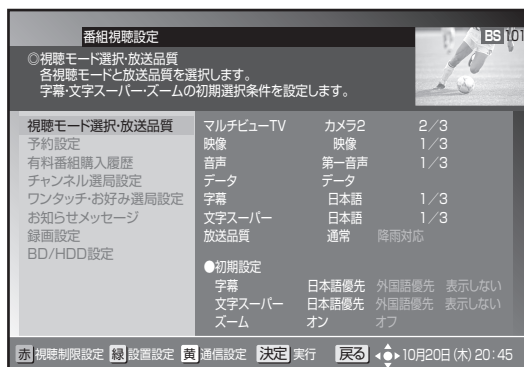 番組視聴設定
BS 101
◎視聴モード選択・放送品質
各視聴モードと放送品質を選択します。
字幕・文字スーパー・ズームの初期選択条件を設定します。
視聴モード選択・放送品質
予約設定
有料番組購入履歴
チャンネル選局設定
ワンタッチ・お好み選局設定
お知らせメッセージ
録画設定
BD/HDD設定
マルチビューTV カメラ2 2/3
映像 映像 1/3
音声 第一音声 1/3
データ データ
字幕 日本語 1/3
文字スーパー 日本語 1/3
放送品質 通常 降雨対応
●初期設定
字幕 日本語優先 外国語優先 表示しない
文字スーパー 日本語優先 外国語優先 表示しない
ズーム オン オフ
赤 視聴制限設定 緑 設置設定 黄 通信設定 決定 実行 戻る 10月20日(木)20:45